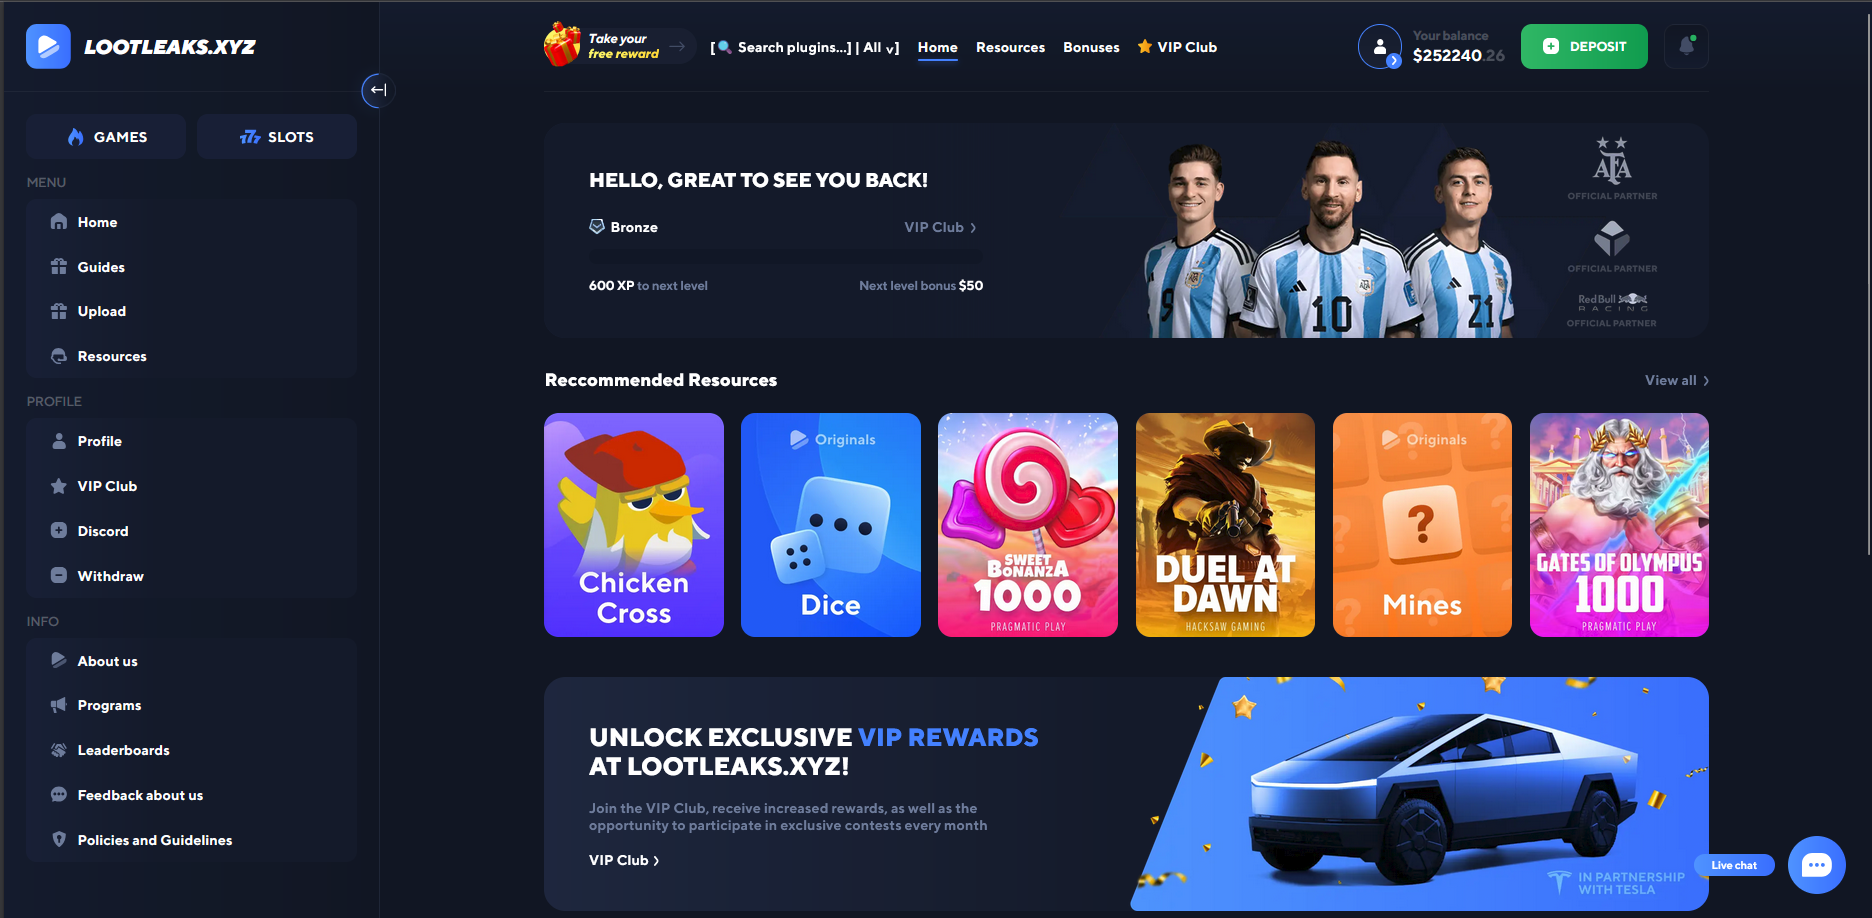 LOOTLEAKS.XYZ
GAMES
SLOTS
MENU
Home
Guides
Upload
Resources
PROFILE
Profile
VIP Club
Discord
Withdraw
INFO
About us
Programs
Leaderboards
Feedback about us
Policies and Guidelines
Take your
free reward
[🔍 Search plugins...] | All v]
Home
Resources
Bonuses
VIP Club
Your balance
$252240.26
DEPOSIT
HELLO, GREAT TO SEE YOU BACK!
Bronze
VIP Club
600 XP to next level
Next level bonus $50
9
10
21
AFA
OFFICIAL PARTNER
OFFICIAL PARTNER
Red Bull
RACING
OFFICIAL PARTNER
Reccommended Resources
View all
Chicken
Cross
Originals
Dice
SWEET
BONANZA
1000
PRAGMATIC PLAY
DUEL AT
DAWN
HACKSAW GAMING
Originals
?
Mines
GATES OF OLYMPUS
1000
PRAGMATIC PLAY
UNLOCK EXCLUSIVE VIP REWARDS
AT LOOTLEAKS.XYZ!
Join the VIP Club, receive increased rewards, as well as the
opportunity to participate in exclusive contests every month
VIP Club
IN PARTNERSHIP
WITH TESLA
Live chat